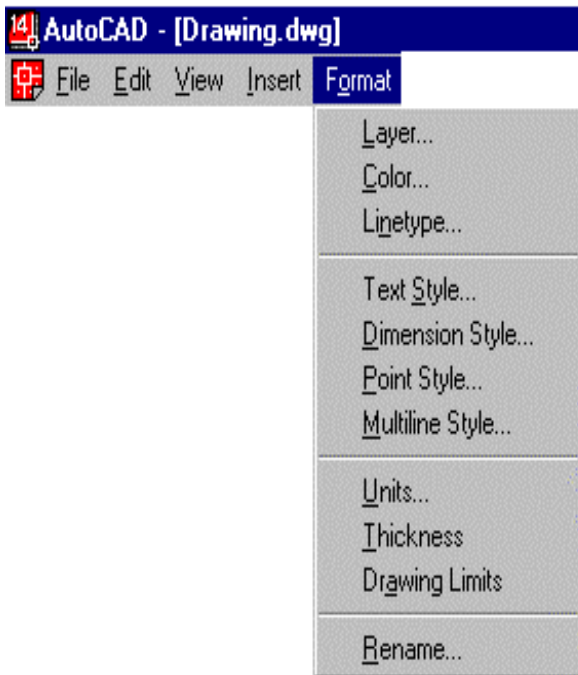 14 AutoCAD - [Drawing.dwg]
File Edit View Insert Format
Layer...
Color...
Linetype...
Text Style...
Dimension Style...
Point Style...
Multiline Style...
Units...
Thickness
Drawing Limits
Rename...